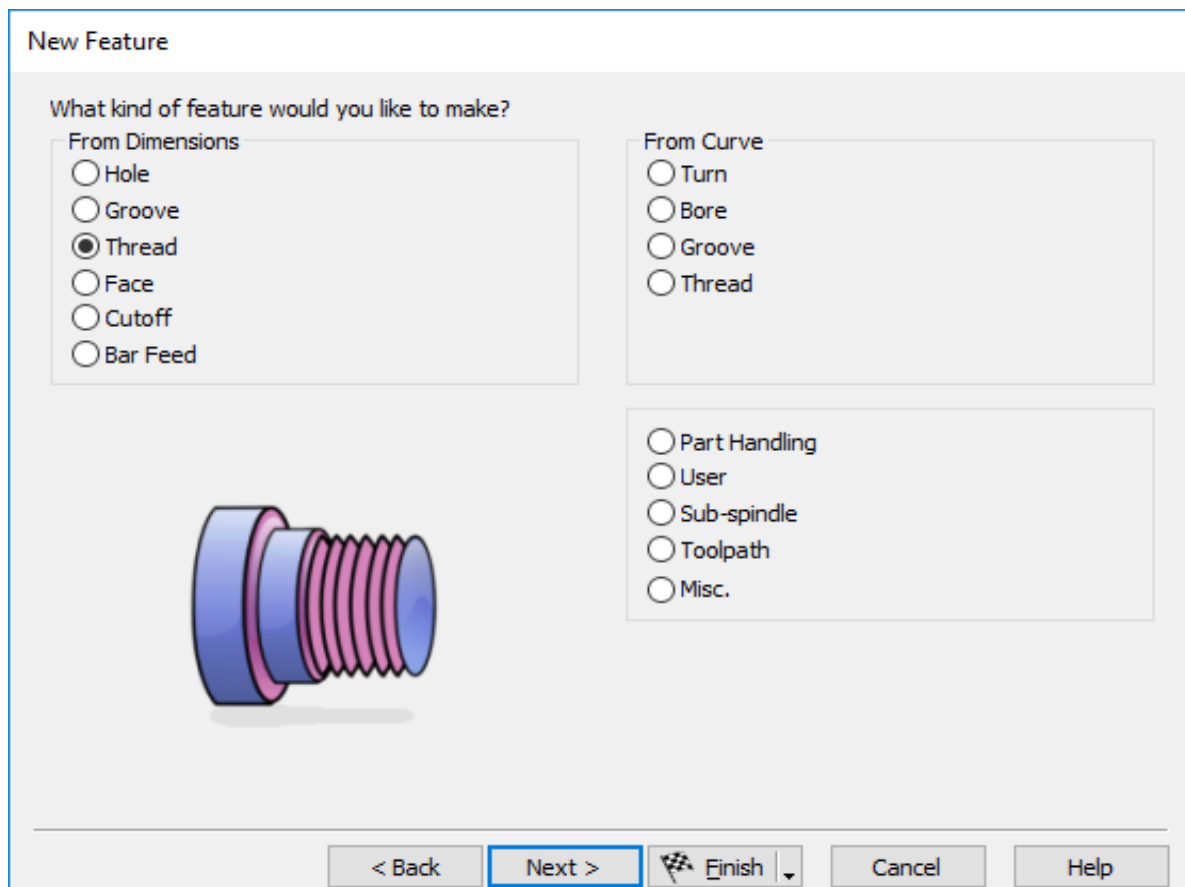 New Feature
What kind of feature would you like to make?
From Dimensions
Hole
Groove
Thread
Face
Cutoff
Bar Feed
From Curve
Turn
Bore
Groove
Thread
Part Handling
User
Sub-spindle
Toolpath
Misc.
< Back Next > Finish Cancel Help